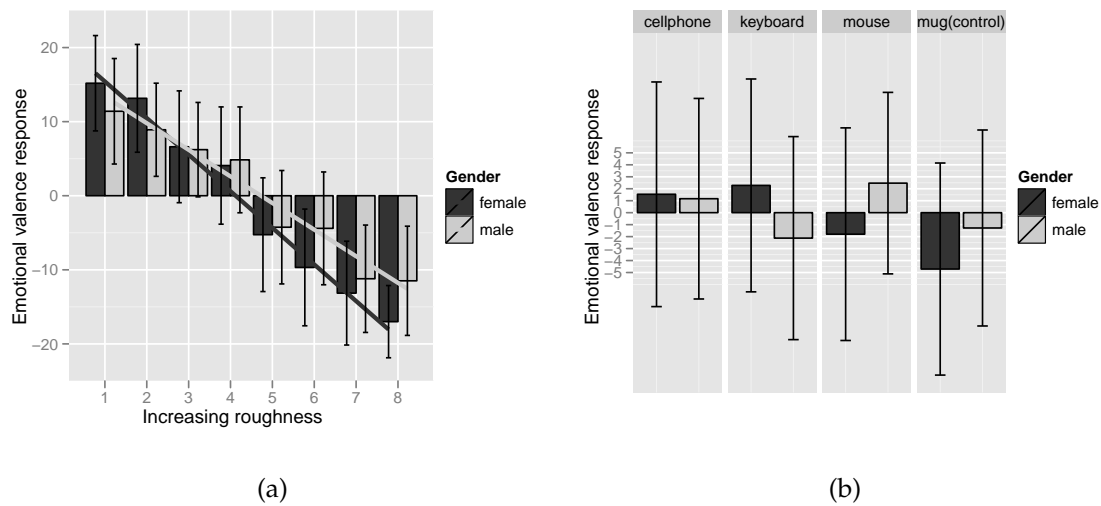 Emotional valence response
20
10
0
−10
−20
1 2 3 4 5 6 7 8
Increasing roughness
Gender
female
male
(a)
cellphone keyboard mouse mug(control)
Emotional valence response
5
4
3
2
1
0
−1
−2
−3
−4
−5
Gender
female
male
(b)